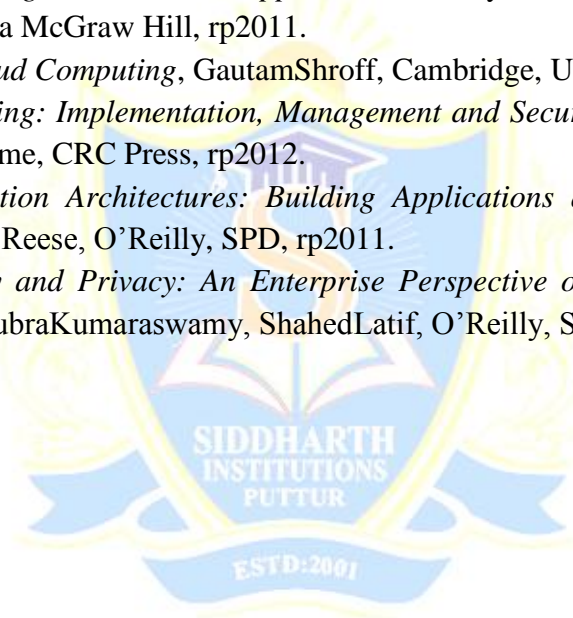 a McGraw Hill, rp2011.
ud Computing, GautamShroff, Cambridge, U
ing: Implementation, Management and Secur
me, CRC Press, rp2012.
tion Architectures: Building Applications
Reese, O’Reilly, SPD, rp2011.
and Privacy: An Enterprise Perspective o
ubraKumaraswamy, ShahedLatif, O’Reilly, S
SIDDHARTH
INSTITUTIONS
PUTTUR
ESTD:2001